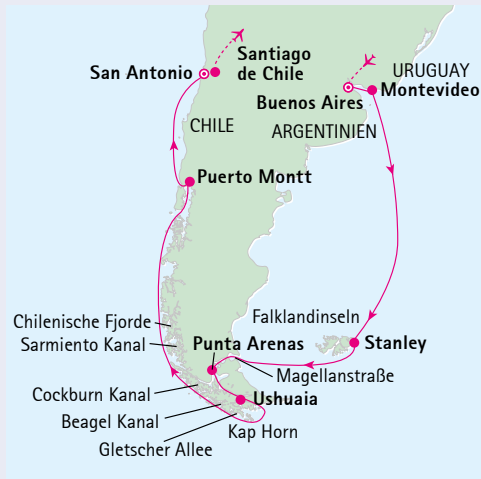 Santiago
de Chile
San Antonio
URUGUAY
Buenos Aires
Montevideo
CHILE
ARGENTINIEN
Puerto Montt
Falklandinseln
Chilenische Fjorde
Sarmiento Kanal
Punta Arenas
Stanley
Magellanstraße
Cockburn Kanal
Ushuaia
Beagel Kanal
Kap Horn
Gletscher Allee